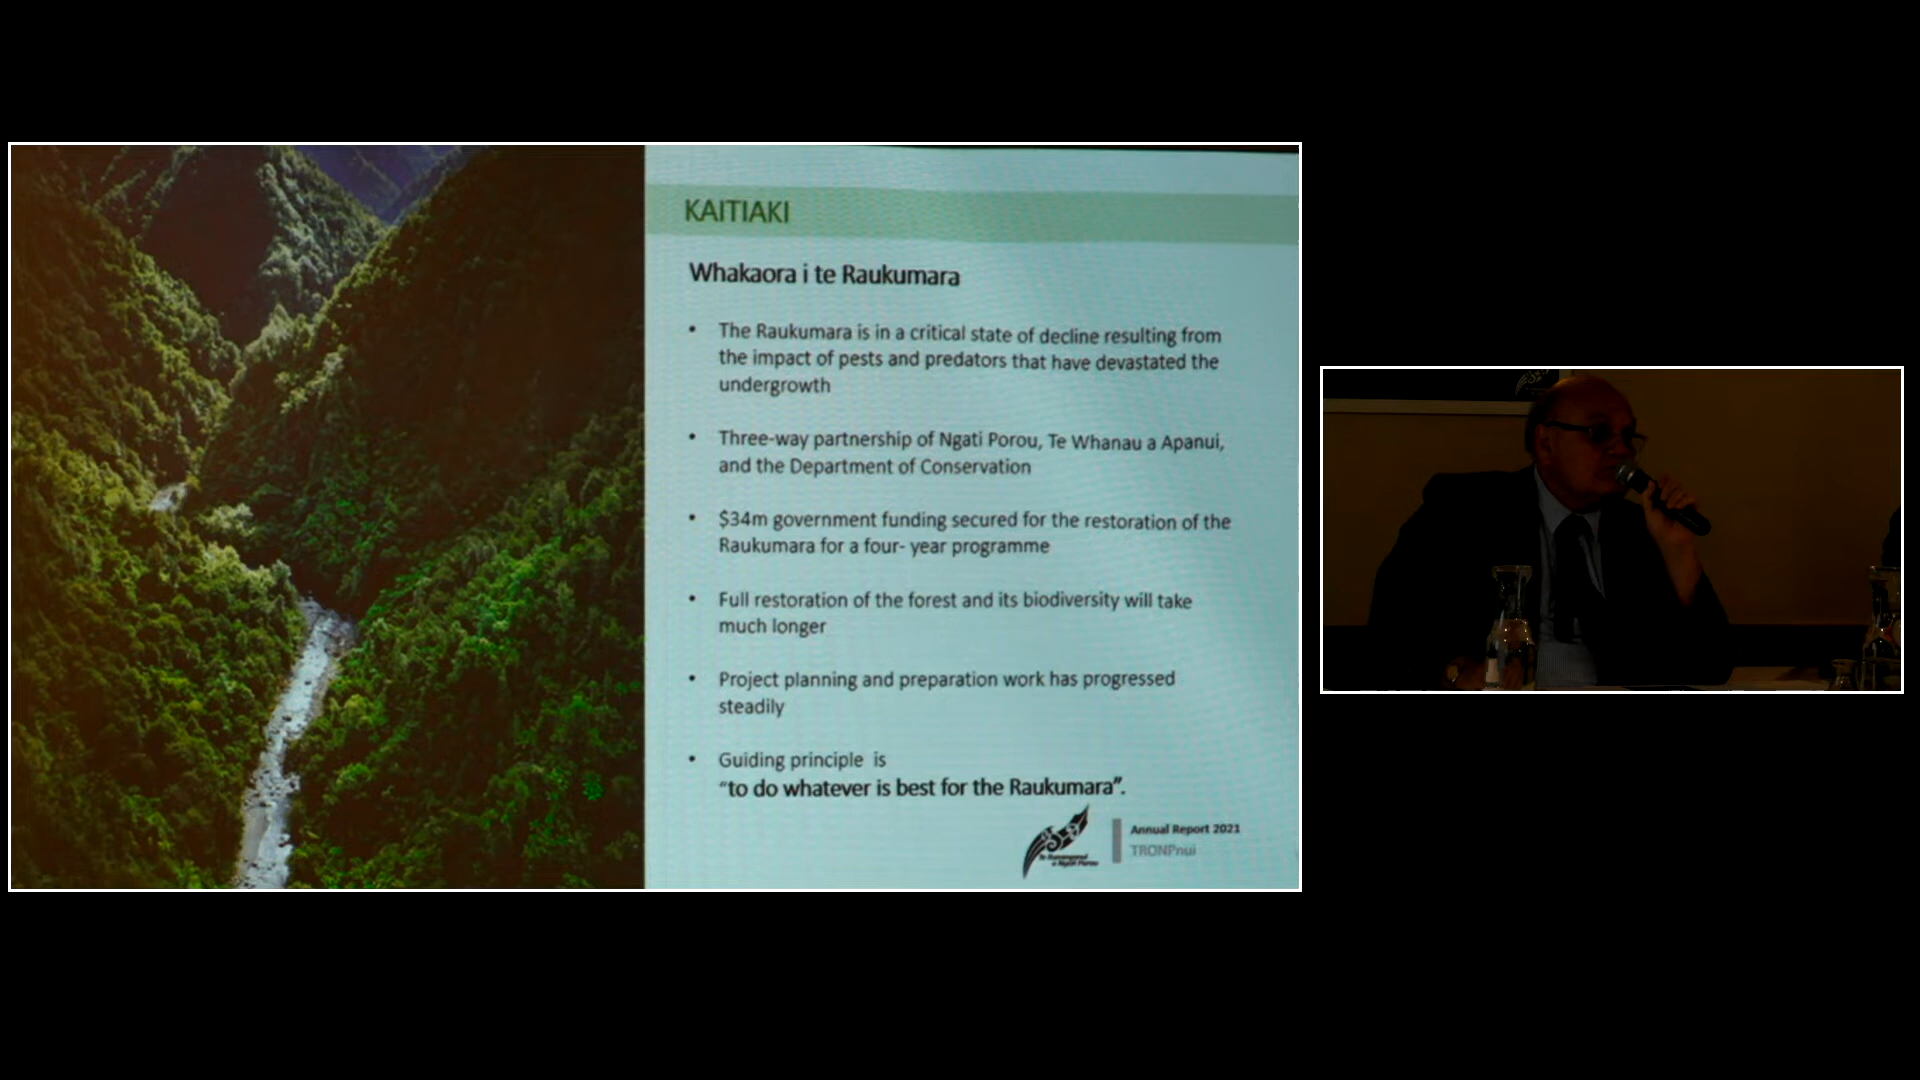 KAITIAKI
Whakaora i te Raukumara
• The Raukumara is in a critical state of decline resulting from
the impact of pests and predators that have devastated the
undergrowth
• Three-way partnership of Ngati Porou, Te Whanau a Apanui,
and the Department of Conservation
• $34m government funding secured for the restoration of the
Raukumara for a four- year programme
• Full restoration of the forest and its biodiversity will take
much longer
• Project planning and preparation work has progressed
steadily
• Guiding principle is
“to do whatever is best for the Raukumara”.
Te Runanganui
o Ngati Porou
Annual Report 2021
TRONPnui